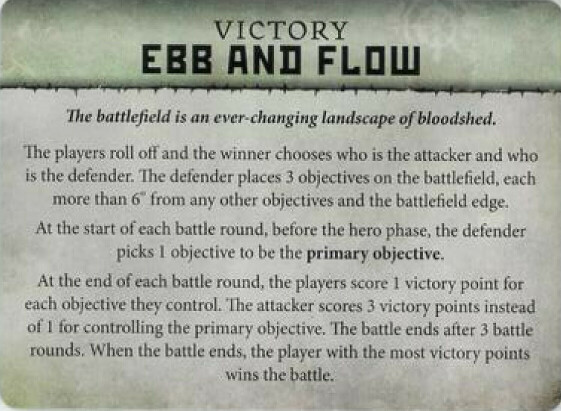 VICTORY
EBB AND FLOW
The battlefield is an ever-changing landscape of bloodshed.
The players roll off and the winner chooses who is the attacker and who
is the defender. The defender places 3 objectives on the battlefield, each
more than 6" from any other objectives and the battlefield edge.
At the start of each battle round, before the hero phase, the defender
picks 1 objective to be the primary objective.
At the end of each battle round, the players score 1 victory point for
each objective they control. The attacker scores 3 victory points instead
of 1 for controlling the primary objective. The battle ends after 3 battle
rounds. When the battle ends, the player with the most victory points
wins the battle.